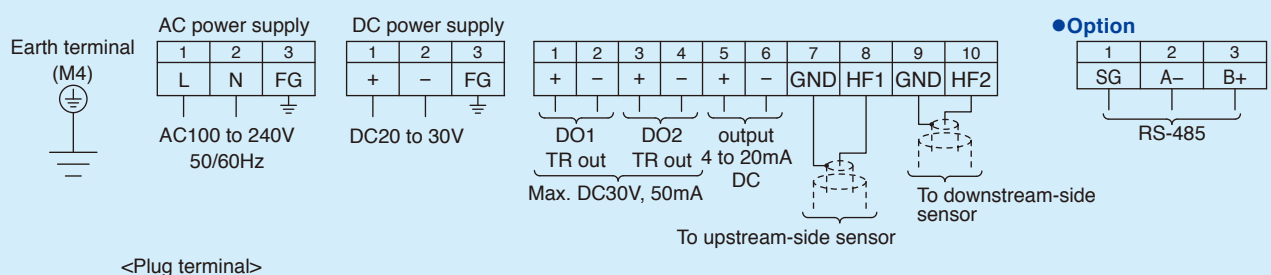 AC power supply DC power supply
●Option
Earth terminal
(M4)
1 2 3
L N FG
1 2 3
+ − FG
1 2 3 4 5 6 7 8 9 10
+ − + − + − GND HF1 GND HF2
1 2 3
SG A− B+
AC100 to 240V
50/60Hz
DC20 to 30V
DO1
TR out
DO2
TR out
Max. DC30V, 50mA
output
4 to 20mA
DC
RS-485
To downstream-side
sensor
To upstream-side sensor
<Plug terminal>